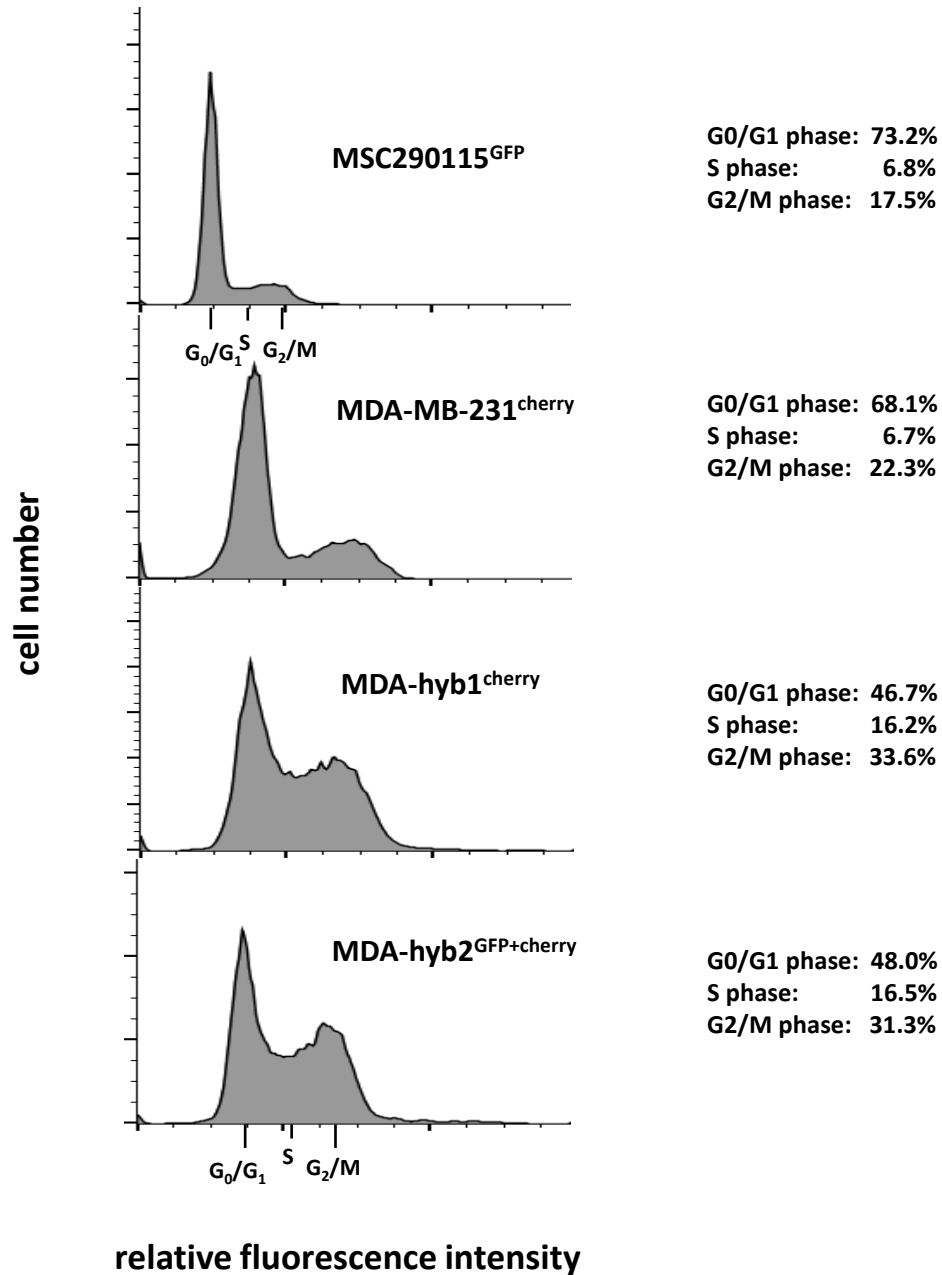 MSC290115GFP
G0/G1 phase: 73.2%
S phase: 6.8%
G2/M phase: 17.5%
G0/G1 S G2/M
MDA-MB-231cherry
G0/G1 phase: 68.1%
S phase: 6.7%
G2/M phase: 22.3%
cell number
MDA-hyb1cherry
G0/G1 phase: 46.7%
S phase: 16.2%
G2/M phase: 33.6%
MDA-hyb2GFP+cherry
G0/G1 phase: 48.0%
S phase: 16.5%
G2/M phase: 31.3%
G0/G1 S G2/M
relative fluorescence intensity